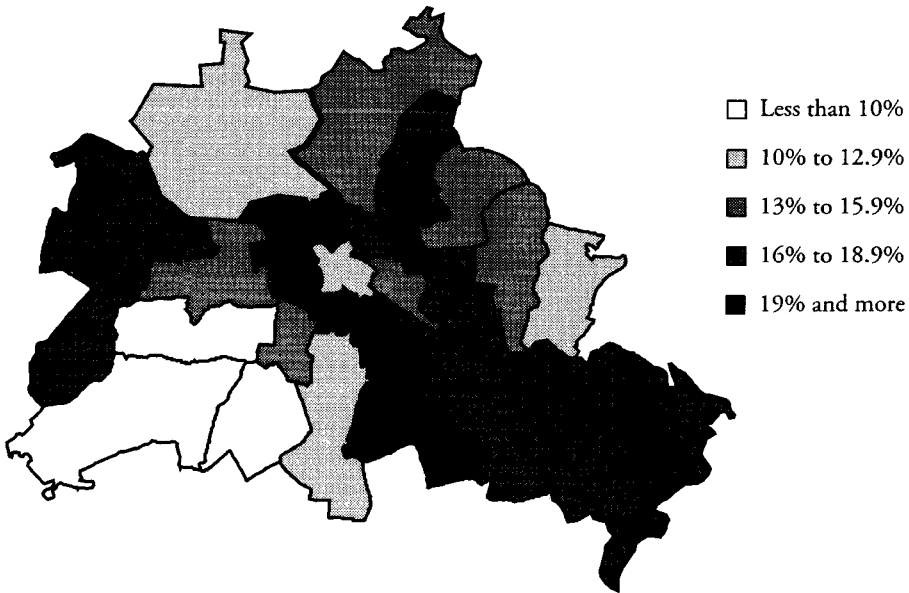 Less than 10%
10% to 12.9%
13% to 15.9%
16% to 18.9%
19% and more